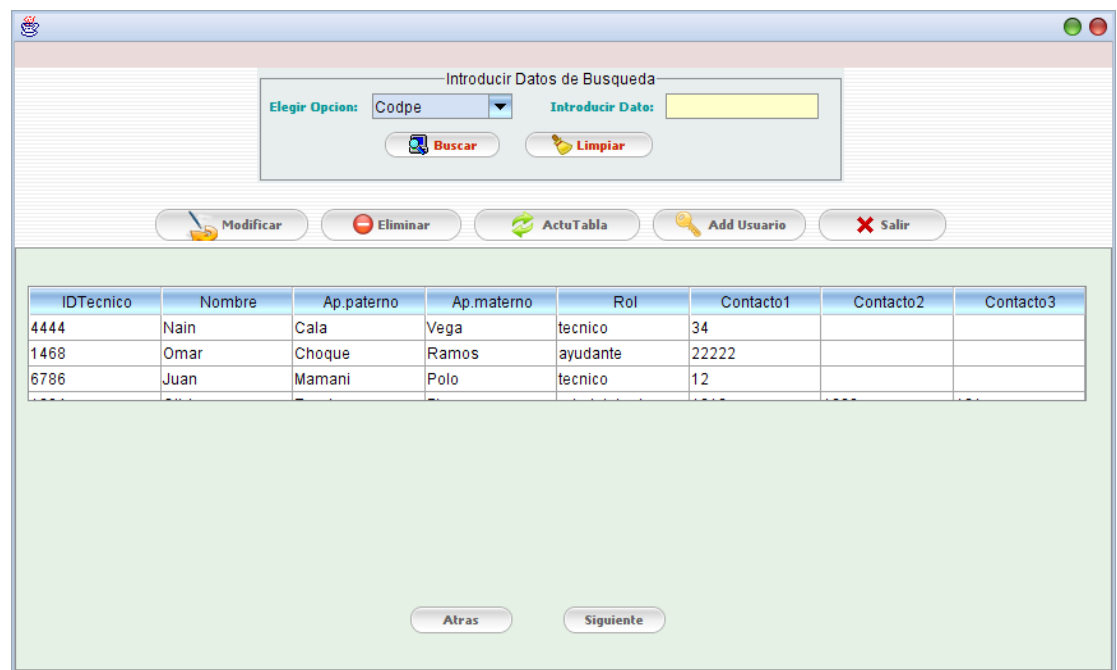 Introducir Datos de Busqueda
Elegir Opcion: Codpe Introducir Dato:
Buscar Limpiar
Modificar Eliminar ActuTabla Add Usuario Salir
IDTecnico Nombre Ap.paterno Ap.materno Rol Contacto1 Contacto2 Contacto3
4444 Nain Cala Vega tecnico 34
1468 Omar Choque Ramos ayudante 22222
6786 Juan Mamani Polo tecnico 12
Atras Siguiente